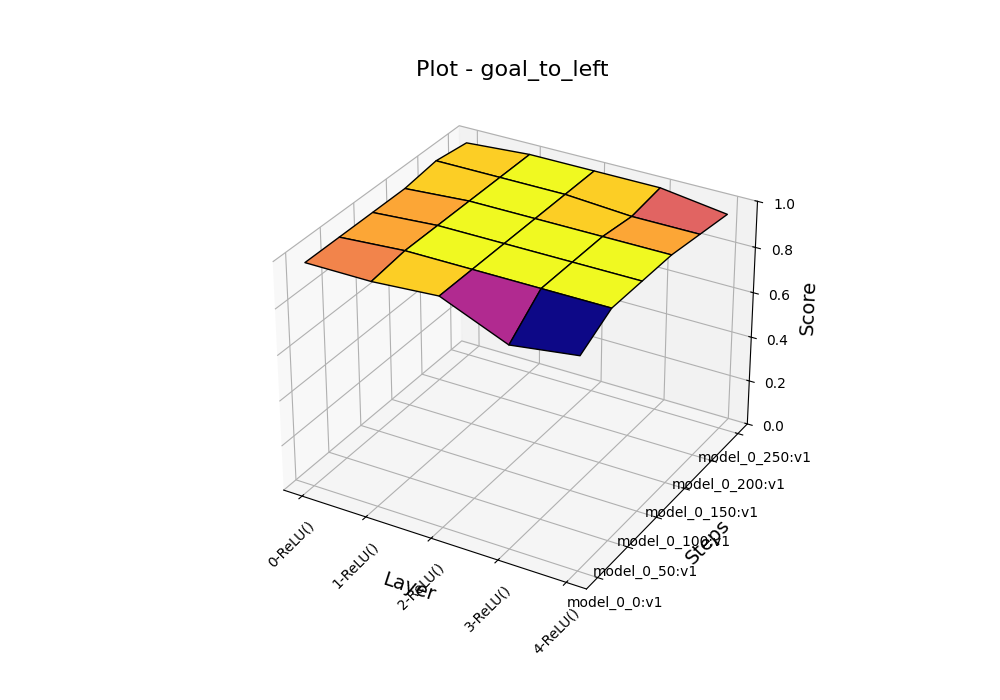 Plot - goal_to_left
1.0
0.8
0.6
0.4
0.2
0.0
Score
model_0_250:v1
model_0_200:v1
model_0_150:v1
model_0_100:v1
model_0_50:v1
model_0_0:v1
Steps
0-ReLU()
1-ReLU()
2-ReLU()
3-ReLU()
4-ReLU()
Layer